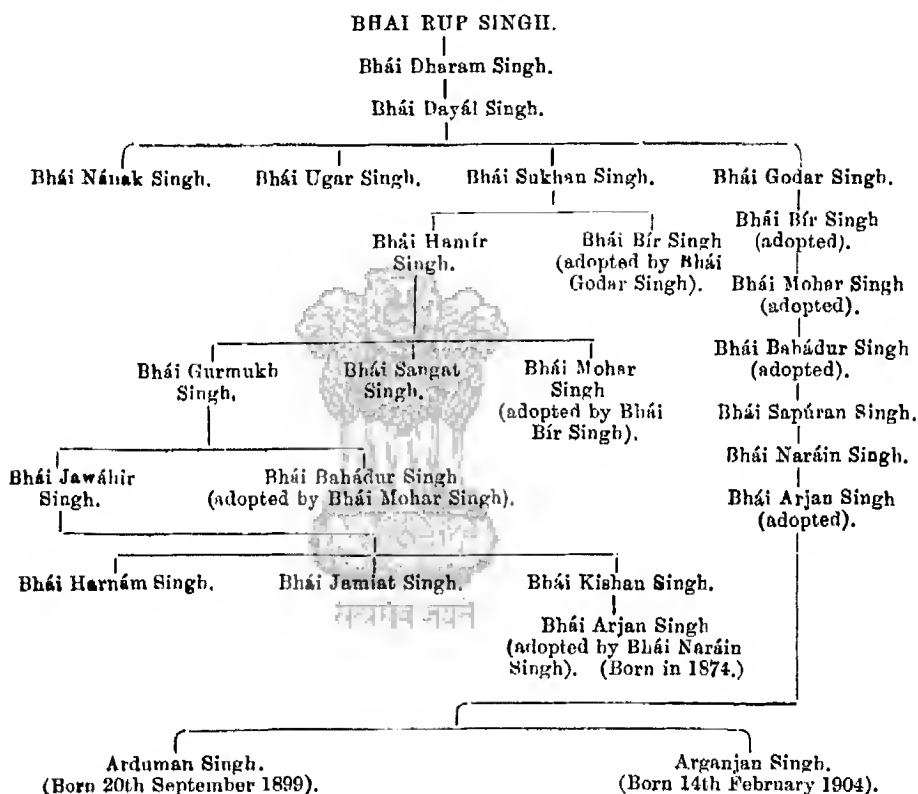 BHAI RUP SINGH.
Bhái Dharam Singh.
Bhái Dayál Singh.
Bhái Nának Singh. Bhái Ugar Singh. Bhái Sukhan Singh. Bhái Godar Singh.
Bhái Hamír
Singh.
Bhái Bír Singh
(adopted by Bhái
Godar Singh).
Bhái Bír Singh
(adopted).
Bhái Mohar Singh
(adopted).
Bhái Gurmukh
Singh.
Bhái Sangat
Singh.
Bhái Mohar
Singh
(adopted by Bhái
Bír Singh).
Bhái Bahádur Singh
(adopted).
Bhái Sapúran Singh.
Bhái Naráin Singh.
Bhái Arjan Singh
(adopted).
Bhái Jawáhir
Singh.
Bhái Bahádur Singh
(adopted by Bhái Mohar Singh).
Bhái Harnám Singh. Bhái Jamíat Singh. Bhái Kishan Singh.
सत्यमेव जयते
Bhái Arjan Singh
(adopted by Bhái Naráin
Singh). (Born in 1874.)
Arduman Singh.
(Born 20th September 1899).
Arganjan Singh.
(Born 14th February 1904).